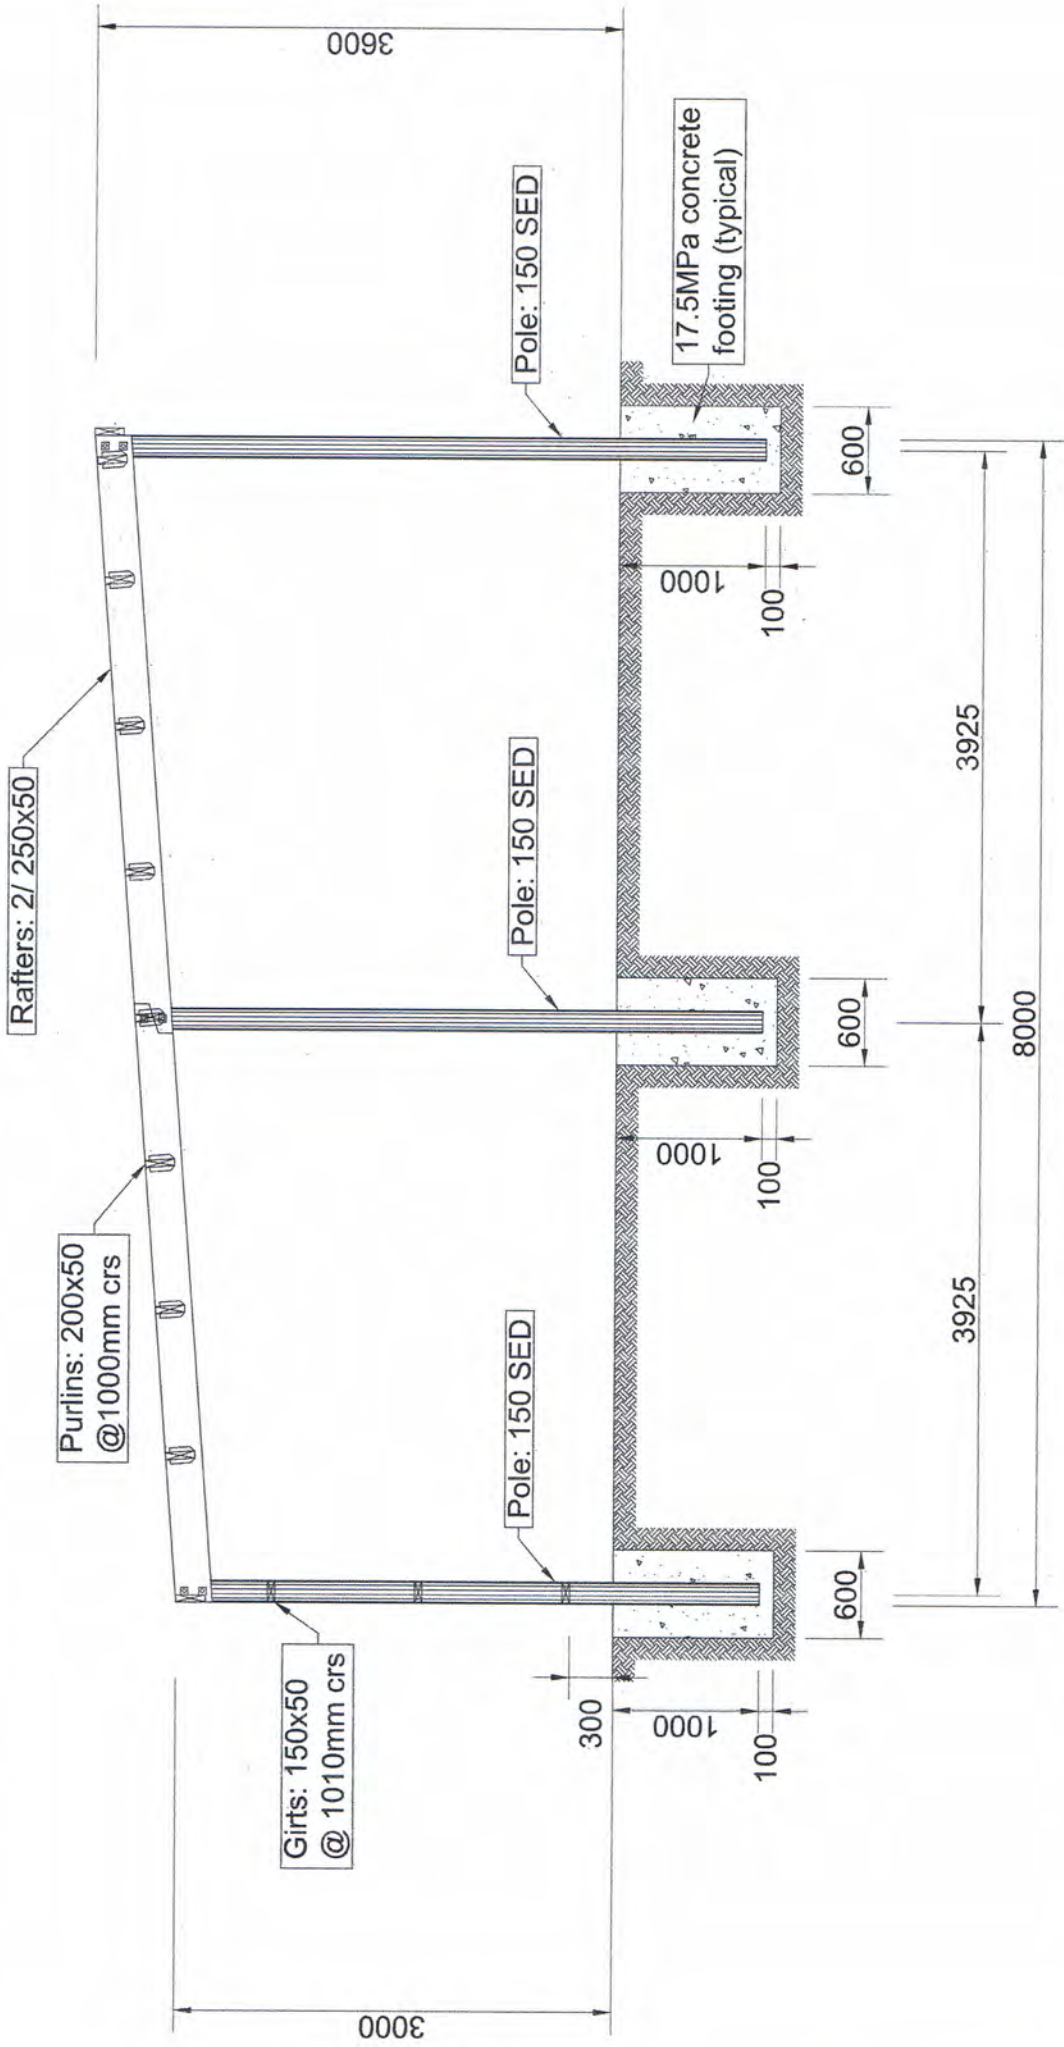 Rafters: 2/ 250x50
Purlins: 200x50
@1000mm crs
Girts: 150x50
@ 1010mm crs
3000
3600
Pole: 150 SED
Pole: 150 SED
Pole: 150 SED
17.5MPa concrete
footing (typical)
300
1000
100
600
1000
100
600
1000
100
600
3925
3925
8000